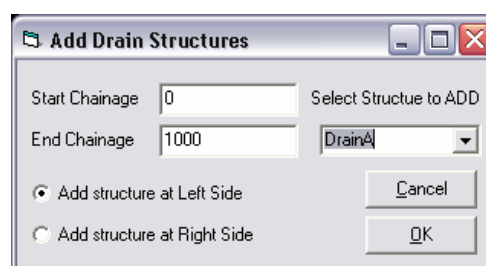 Add Drain Structures
Start Chainage 0 Select Structue to ADD
End Chainage 1000 DrainA
Add structure at Left Side Cancel
Add structure at Right Side OK